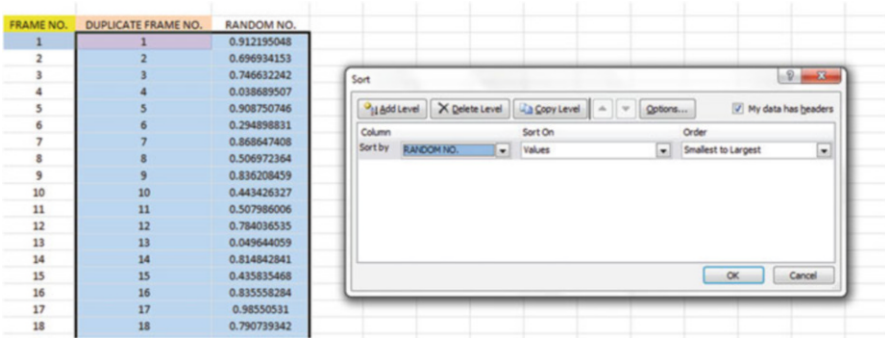 FRAME NO. DUPLICATE FRAME NO. RANDOM NO.
1 1 0.912195048
2 2 0.696934153
3 3 0.746632242
4 4 0.038689507
5 5 0.908750746
6 6 0.294898831
7 7 0.868647408
8 8 0.506972364
9 9 0.836208459
10 10 0.443426327
11 11 0.507986006
12 12 0.784036535
13 13 0.049644059
14 14 0.814842841
15 15 0.435835468
16 16 0.835558284
17 17 0.98550531
18 18 0.790739342
Sort
Add Level Delete Level Copy Level Options... My data has headers
Column Sort On Order
Sort by RANDOM NO. Values Smallest to Largest
OK Cancel